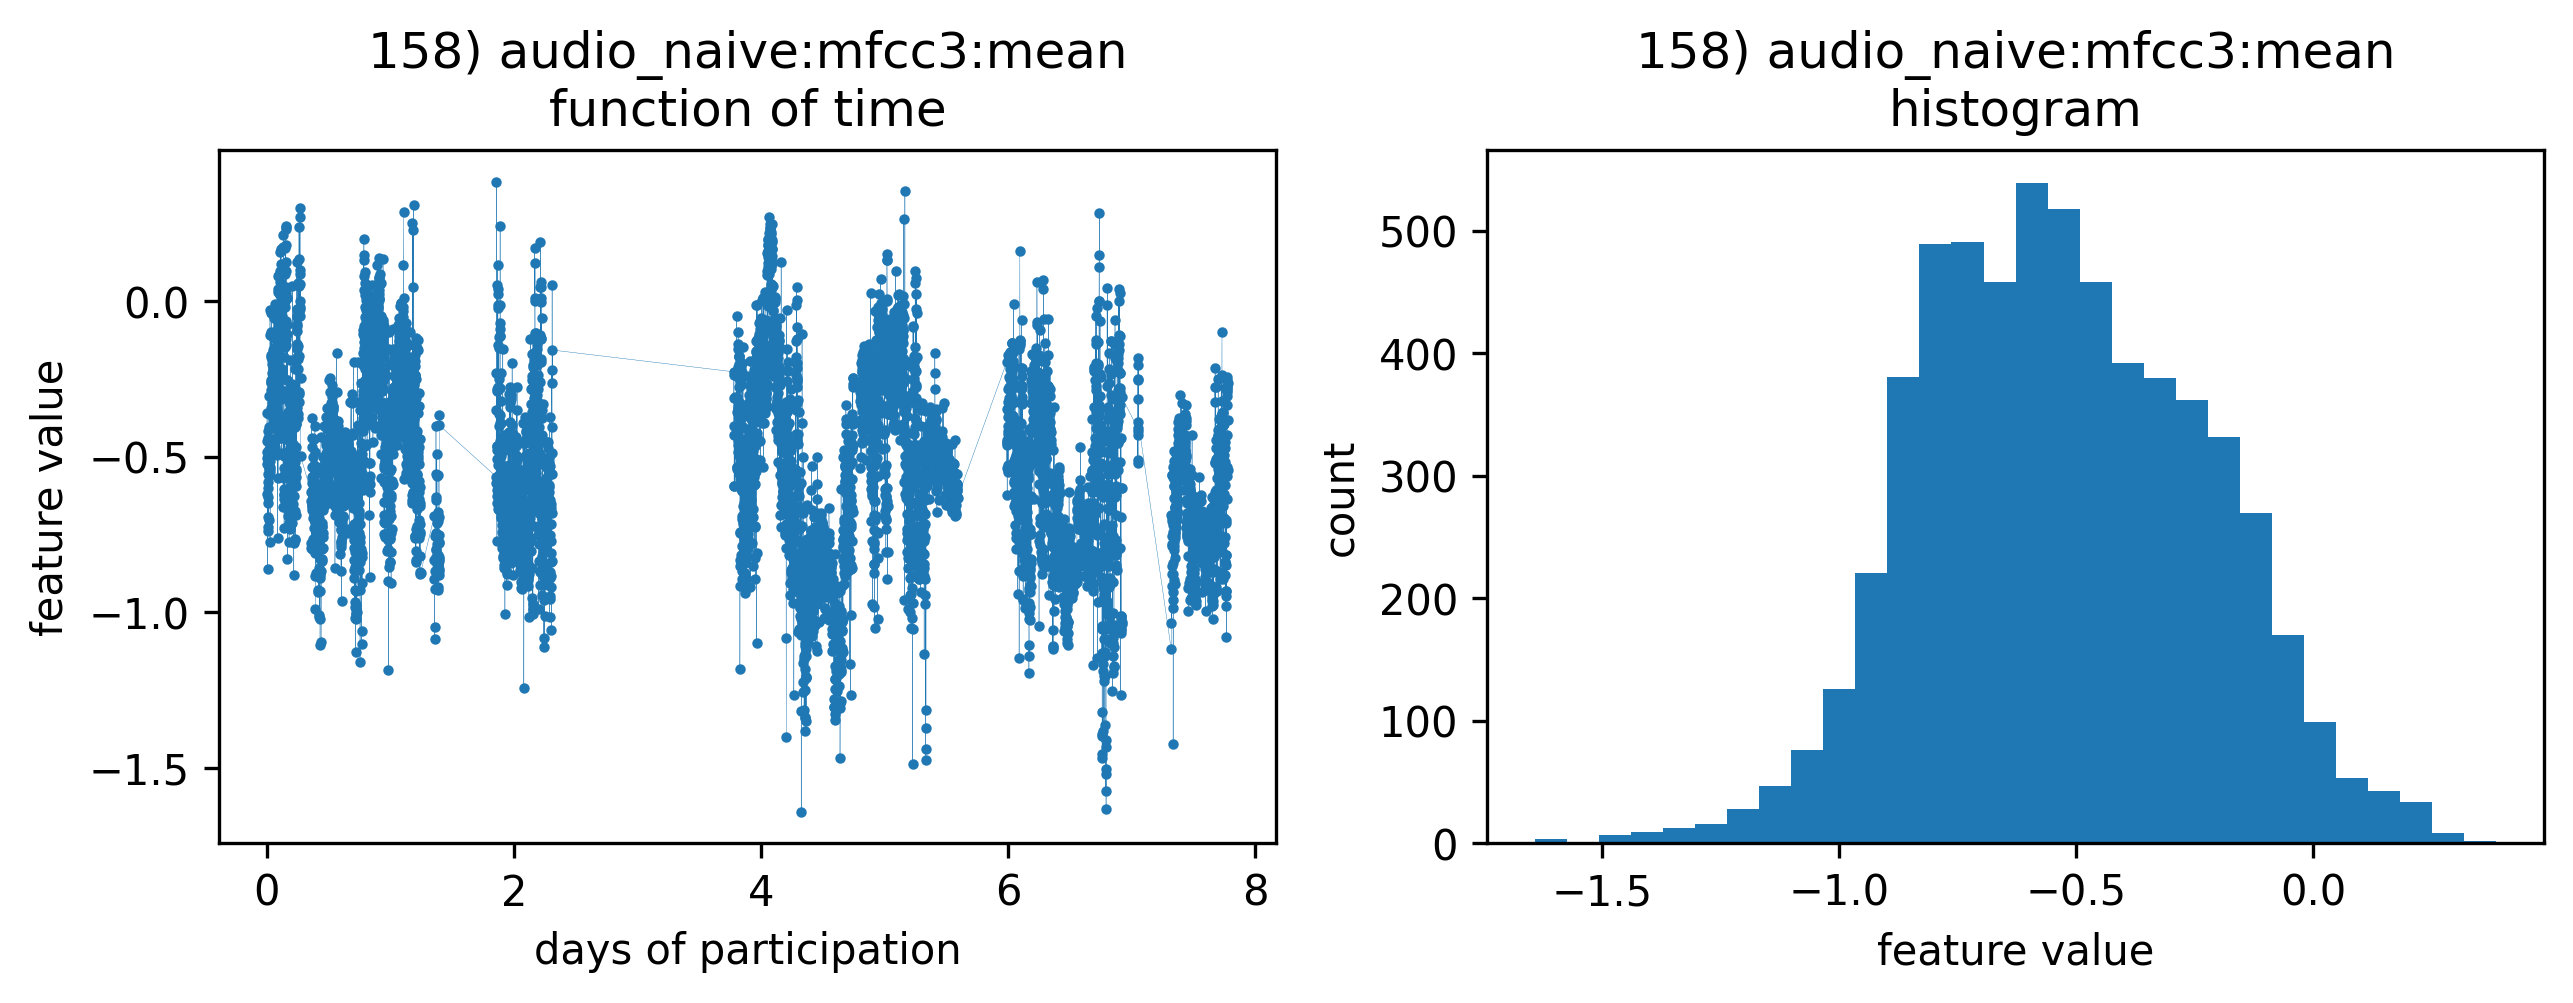 158) audio_naive:mfcc3:mean
function of time
feature value
0.0
−0.5
−1.0
−1.5
0 2 4 6 8
days of participation
158) audio_naive:mfcc3:mean
histogram
count
500
400
300
200
100
0
−1.5 −1.0 −0.5 0.0
feature value